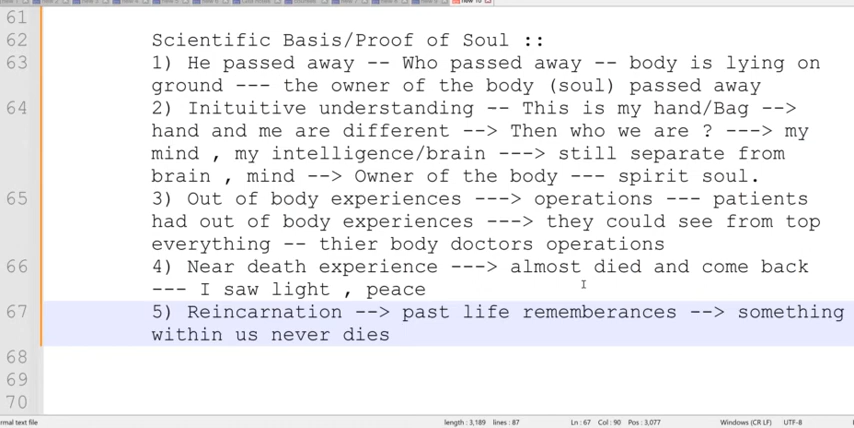 61
62 Scientific Basis/Proof of Soul ::
63 1) He passed away -- Who passed away -- body is lying on
ground --- the owner of the body (soul) passed away
64 2) Inituitive understanding -- This is my hand/Bag -->
hand and me are different --> Then who we are ? ---> my
mind , my intelligence/brain ---> still separate from
brain , mind --> Owner of the body --- spirit soul.
65 3) Out of body experiences ---> operations --- patients
had out of body experiences ---> they could see from top
everything -- thier body doctors operations
66 4) Near death experience ---> almost died and come back
--- I saw light , peace
67 5) Reincarnation --> past life rememberances --> something
within us never dies
68
69
70
rmal text file length : 3,189 lines : 87 Ln : 67 Col : 90 Pos : 3,077 Windows (CR LF) UTF-8